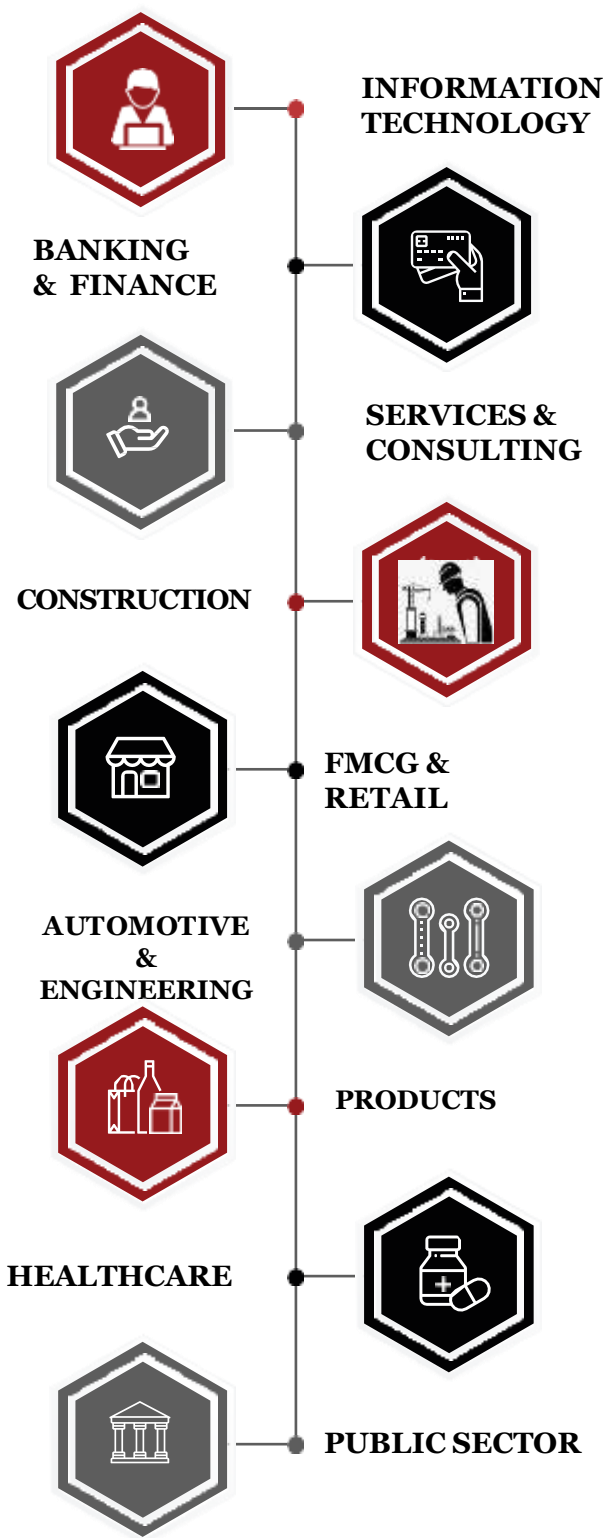 INFORMATION
TECHNOLOGY
BANKING
& FINANCE
SERVICES &
CONSULTING
CONSTRUCTION
FMCG &
RETAIL
AUTOMOTIVE
&
ENGINEERING
PRODUCTS
HEALTHCARE
PUBLIC SECTOR